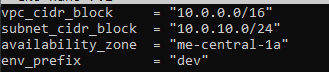 vpc_cidr_block = "10.0.0.0/16"
subnet_cidr_block = "10.0.10.0/24"
availability_zone = "me-central-1a"
env_prefix = "dev"